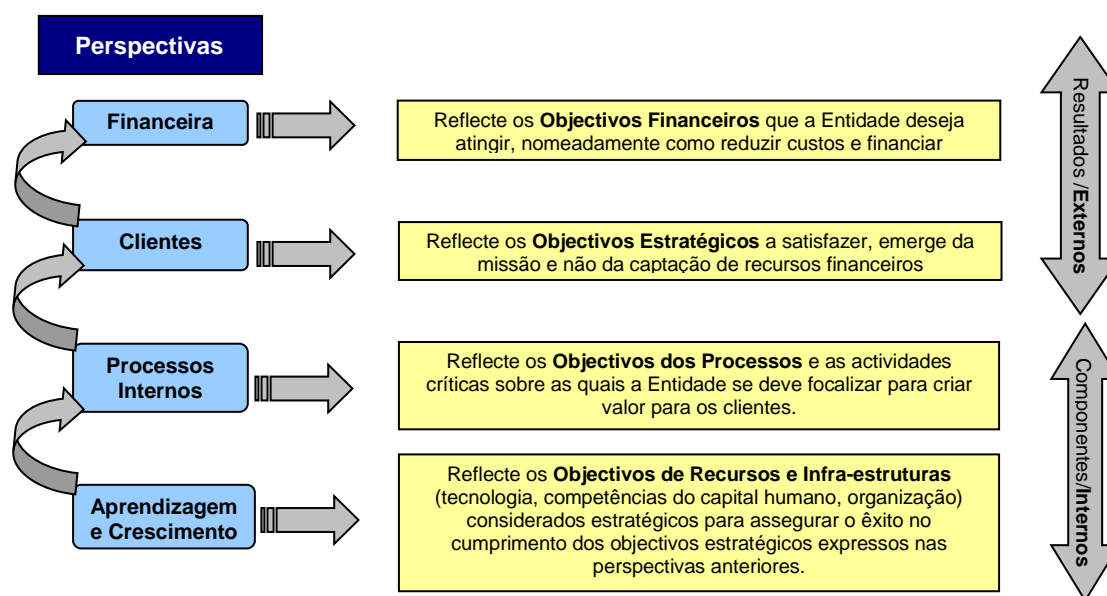 Perspectivas
Financeira
Reflecte os Objectivos Financeiros que a Entidade deseja
atingir, nomeadamente como reduzir custos e financiar
Clientes
Reflecte os Objectivos Estratégicos a satisfazer, emerge da
missão e não da captação de recursos financeiros
Processos
Internos
Reflecte os Objectivos dos Processos e as actividades
críticas sobre as quais a Entidade se deve focalizar para criar
valor para os clientes.
Aprendizagem
e Crescimento
Reflecte os Objectivos de Recursos e Infra-estruturas
(tecnologia, competências do capital humano, organização)
considerados estratégicos para assegurar o êxito no
cumprimento dos objectivos estratégicos expressos nas
perspectivas anteriores.
Resultados /Externos
Componentes/Internos